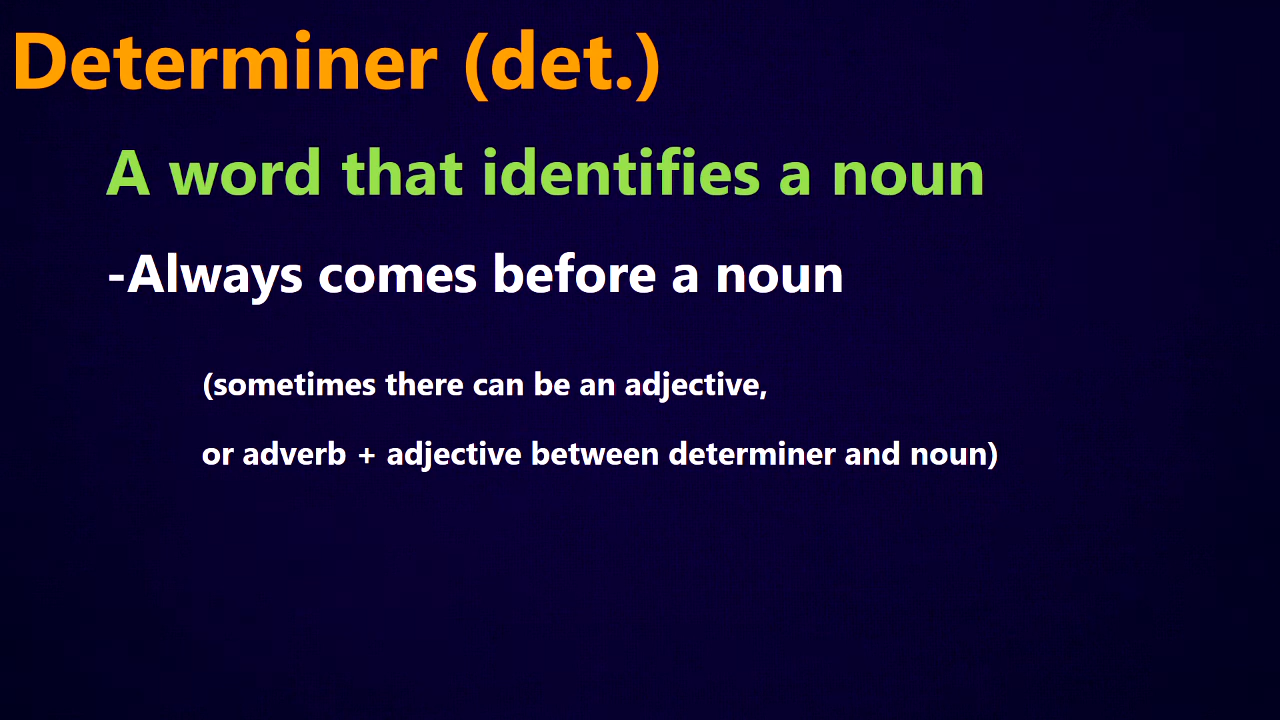 Determiner (det.)
A word that identifies a noun
-Always comes before a noun
(sometimes there can be an adjective,
or adverb + adjective between determiner and noun)